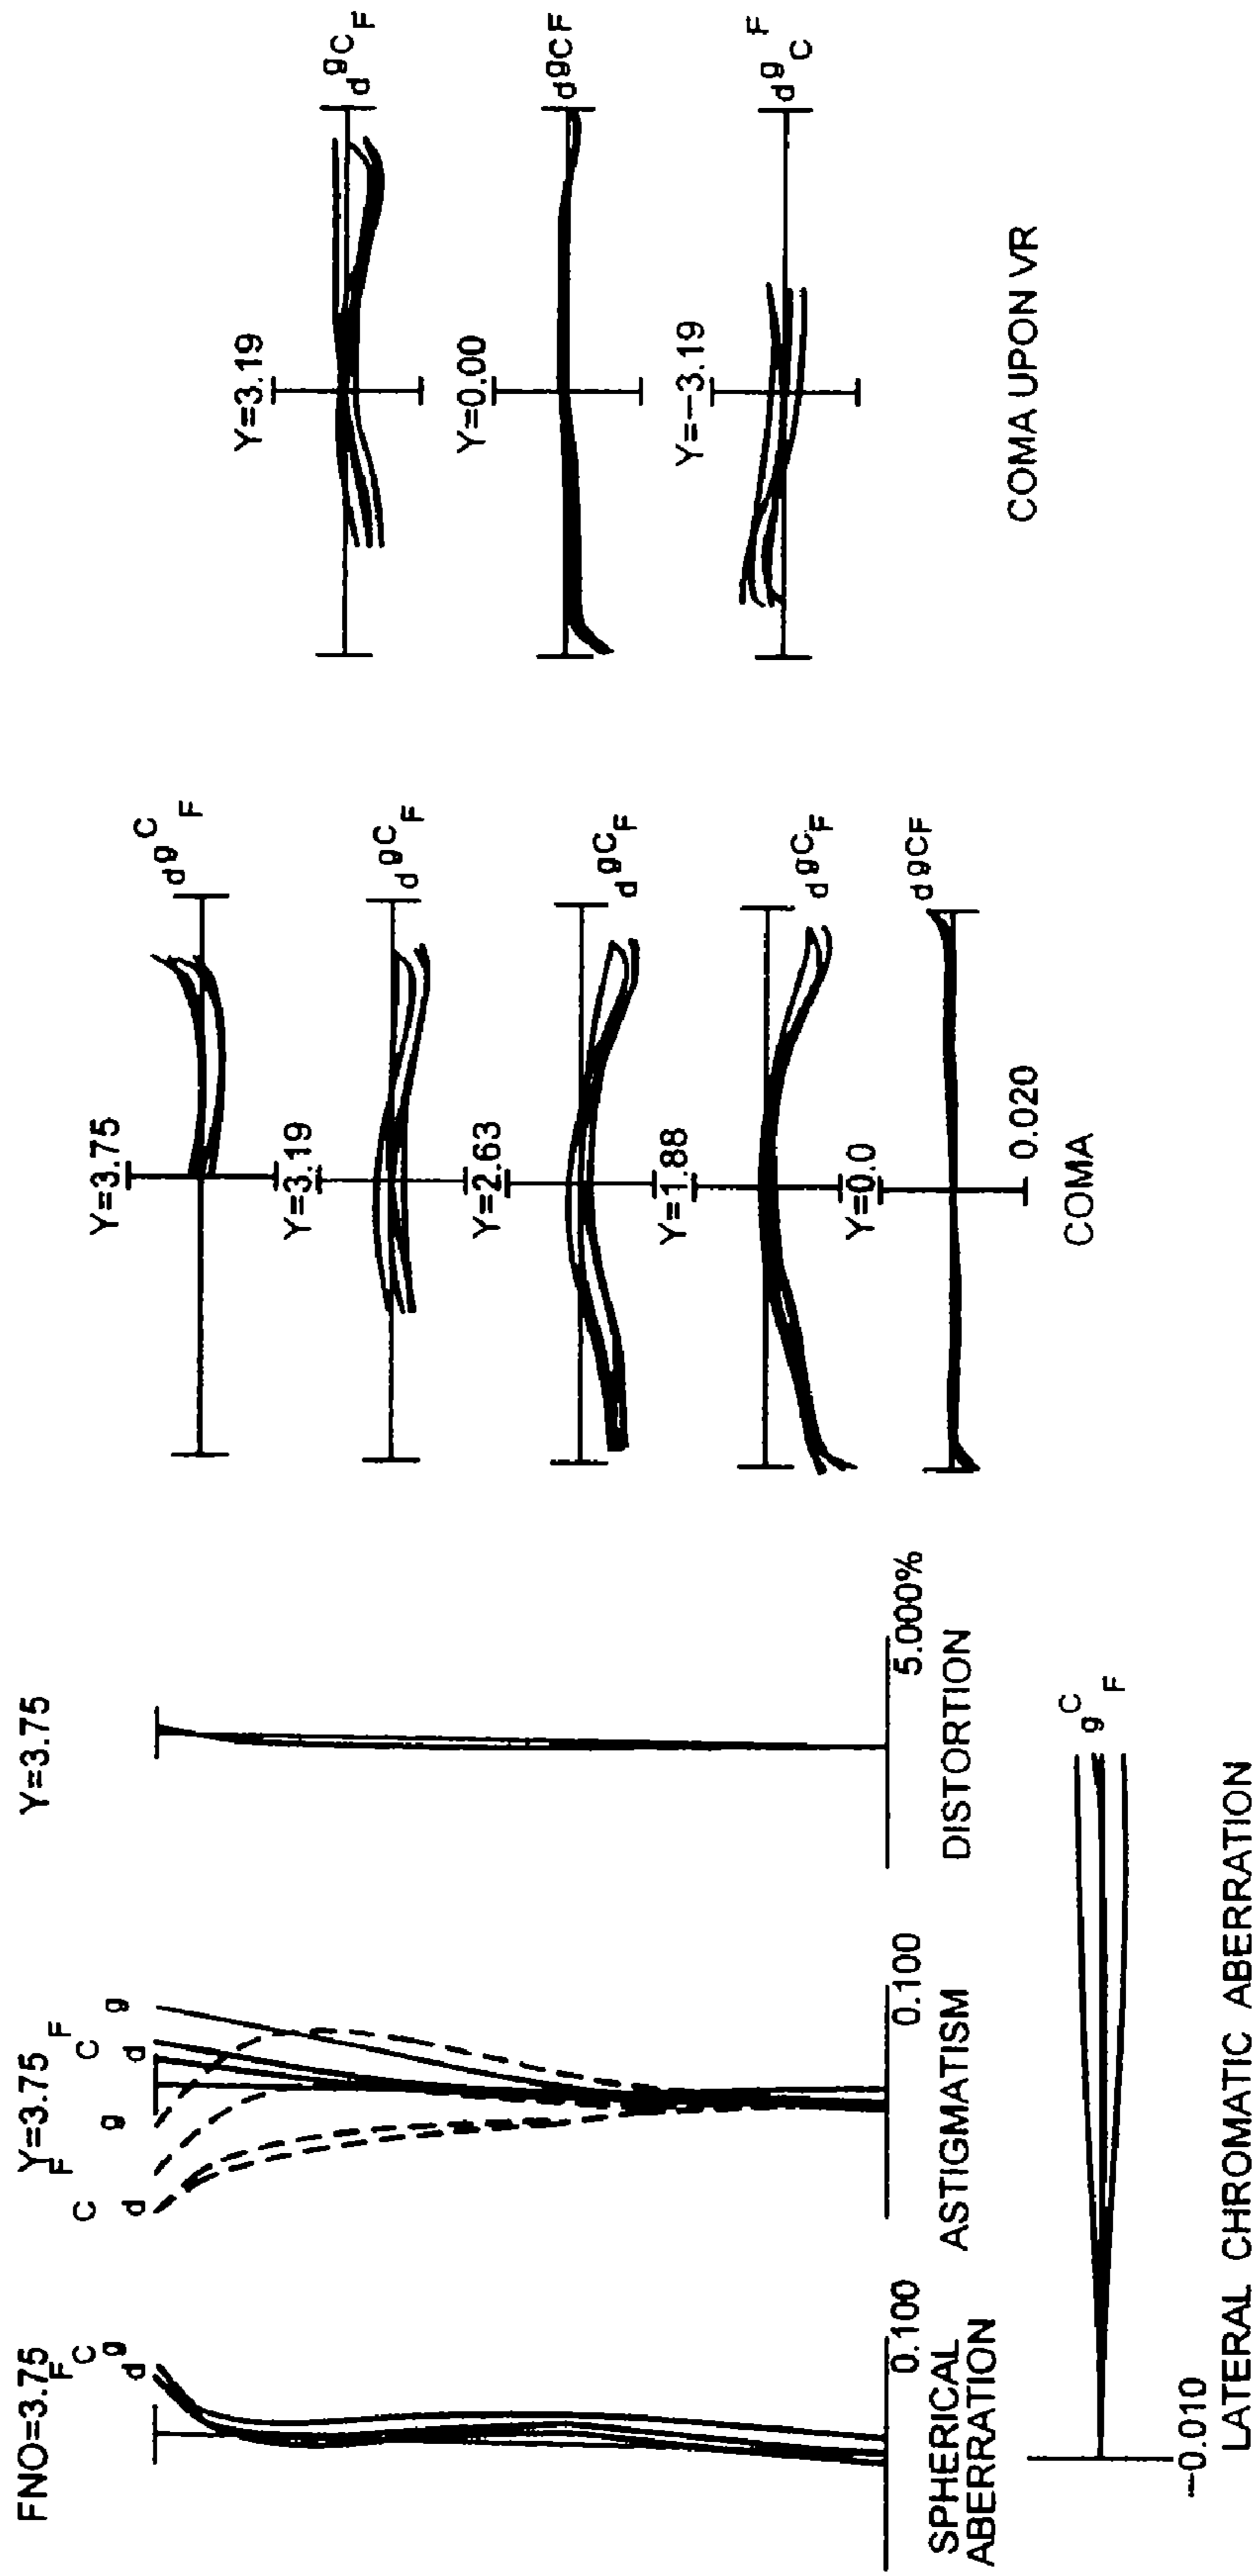 FNO=3.75
F C
d g
0.100
SPHERICAL
ABERRATION
Y=3.75
C F
d g
C F
d g
0.100
ASTIGMATISM
Y=3.75
5.000%
DISTORTION
Y=3.75
d g C F
Y=3.19
d g C F
Y=2.63
d g C F
Y=1.88
d g C F
Y=0.0
d g C F
0.020
COMA
Y=3.19
d g C F
Y=0.00
d g C F
Y=−3.19
d g C F
COMA UPON VR
g C F
−0.010
LATERAL CHROMATIC ABERRATION